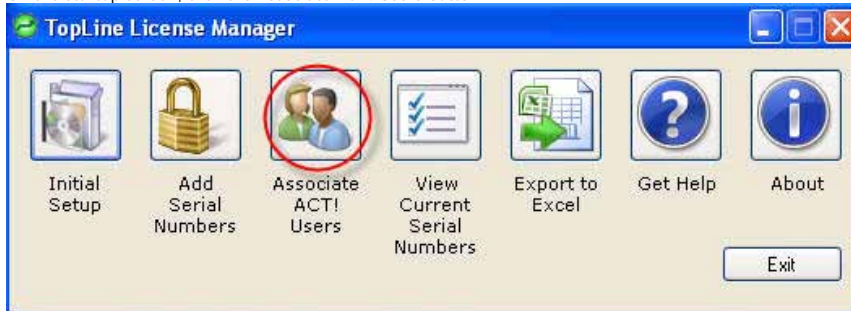 TopLine License Manager
Initial Setup
Add Serial Numbers
Associate ACT! Users
View Current Serial Numbers
Export to Excel
Get Help
About
Exit